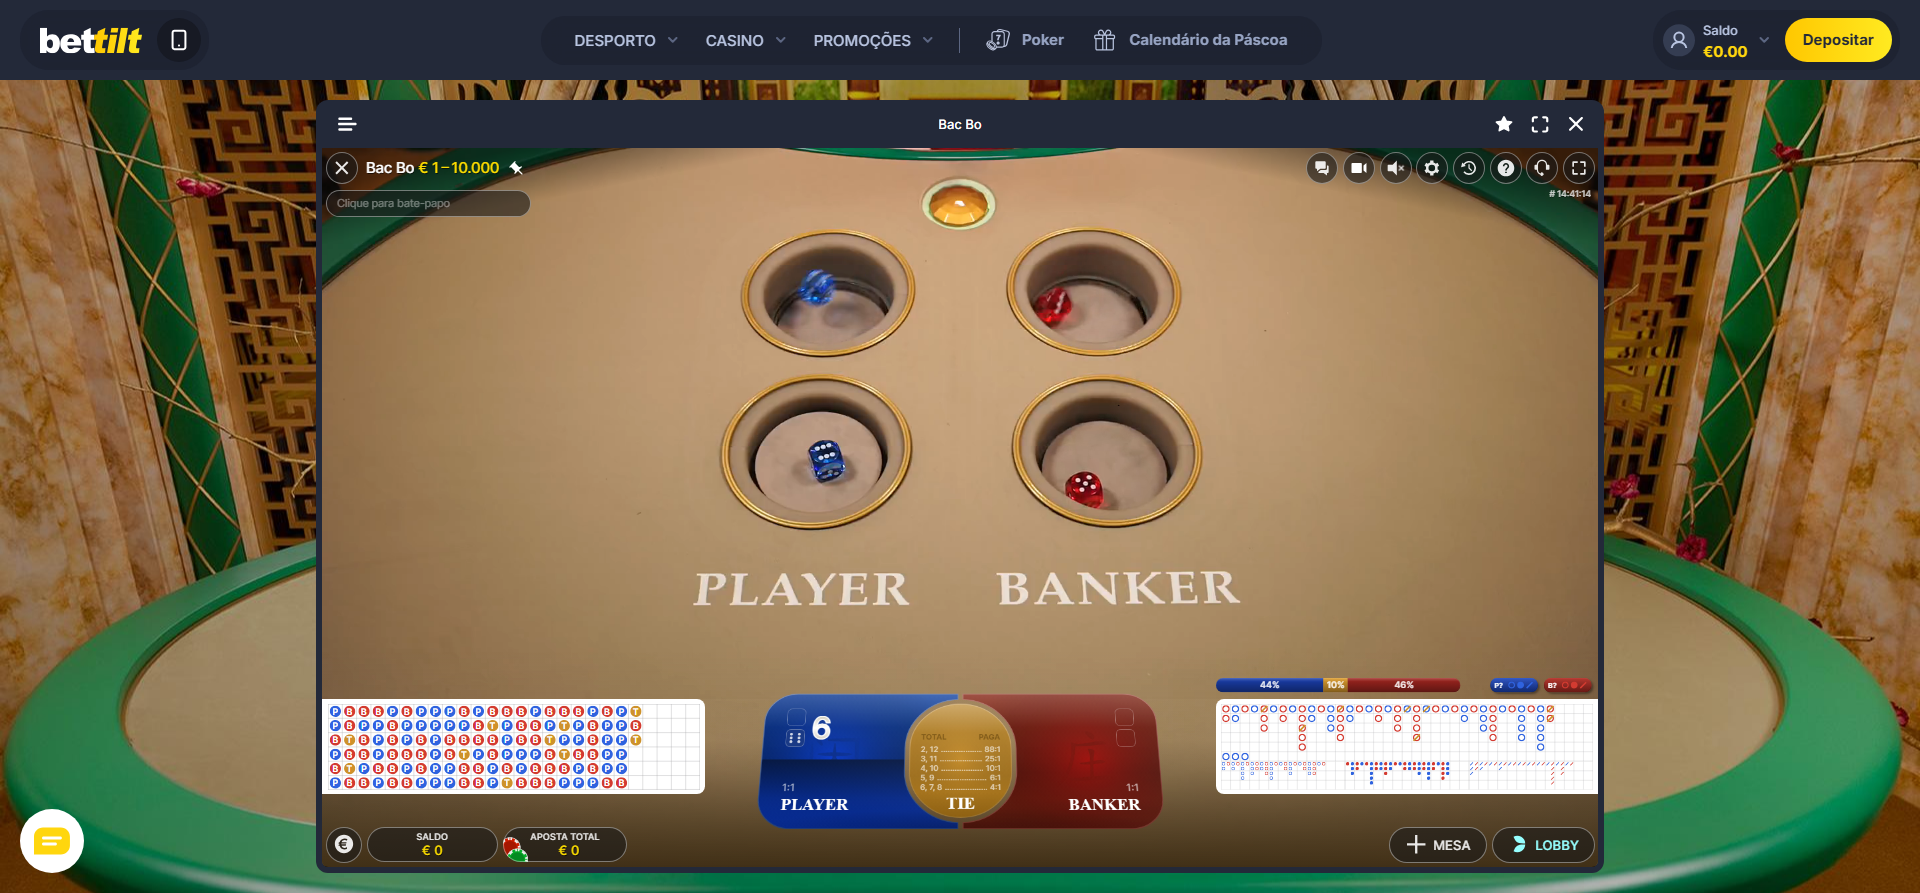 bettilt
DESPORTO
CASINO
PROMOÇÕES
Poker
Calendário da Páscoa
Saldo
€0.00
Depositar
Bac Bo
Bac Bo € 1–10.000
Clique para bate-papo
# 14:41:14
PLAYER
BANKER
44%
10%
46%
P?
B?
6
TOTAL PAGA
2, 12 .............. 88:1
3, 11 .............. 25:1
4, 10 .............. 10:1
5, 9 .............. 6:1
6, 7, 8 .............. 4:1
1:1
PLAYER
TIE
1:1
BANKER
SALDO
€ 0
APOSTA TOTAL
€ 0
MESA
LOBBY